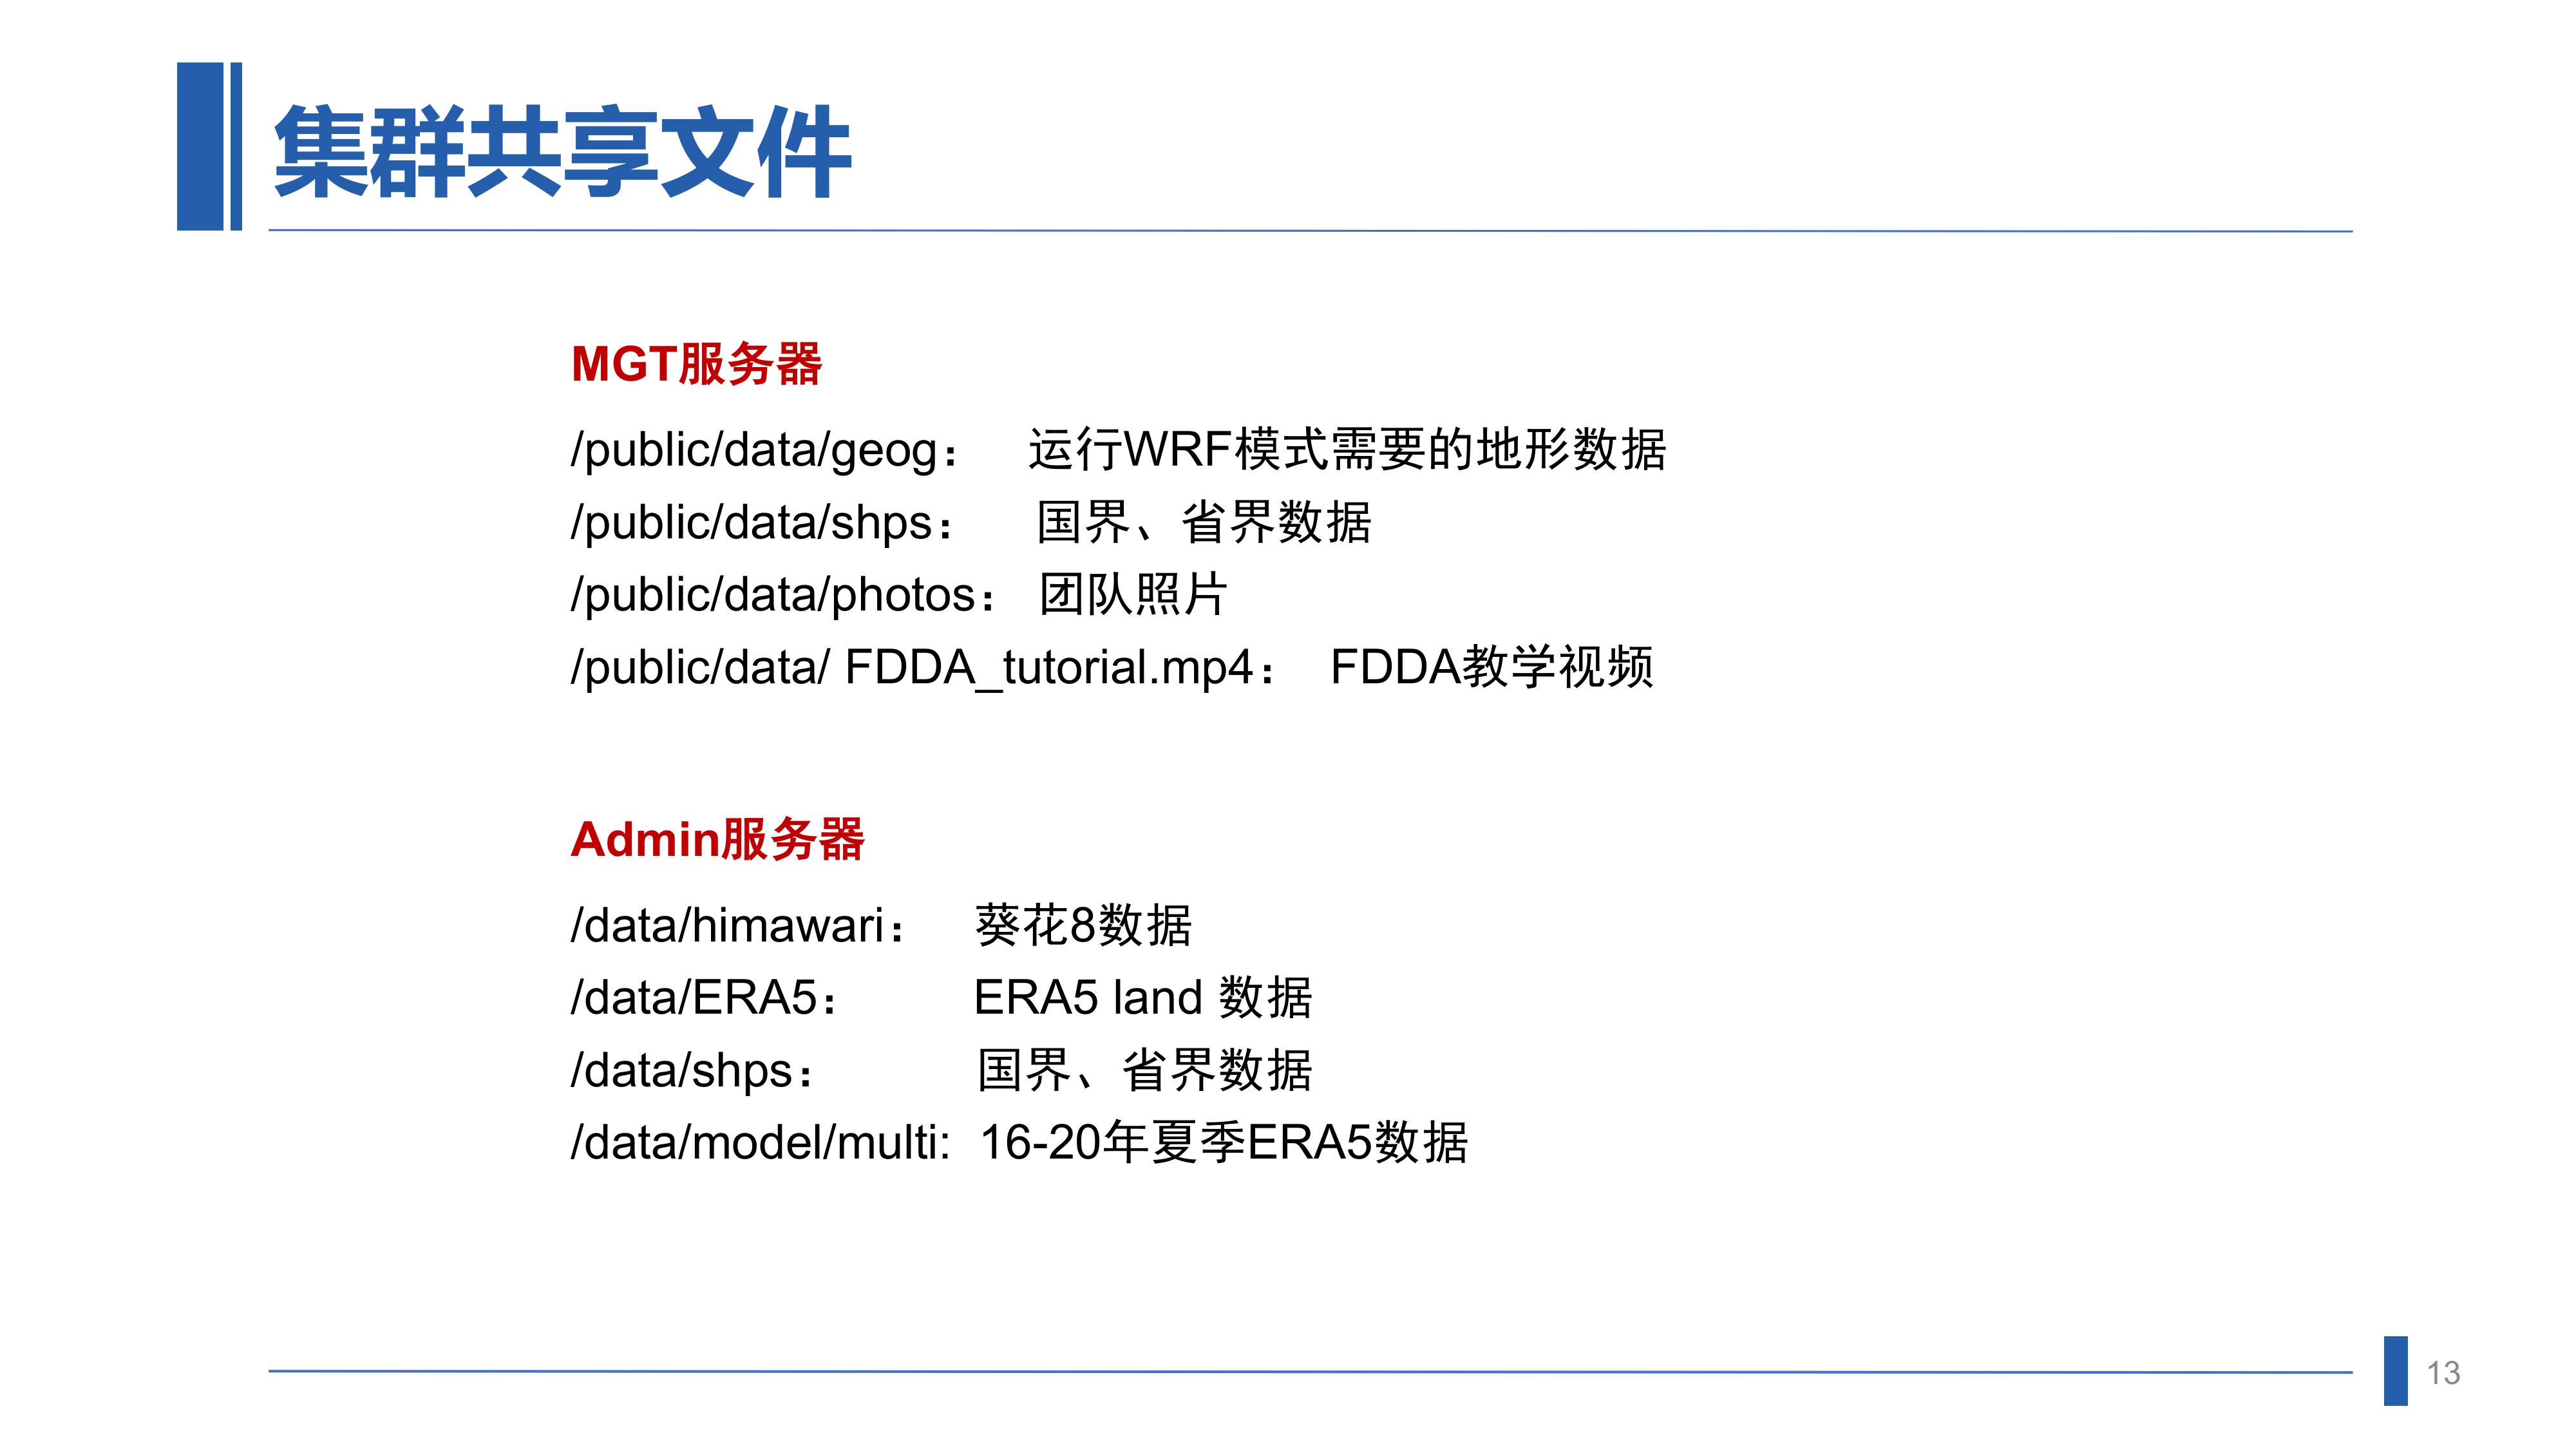 集群共享文件
MGT服务器
/public/data/geog： 运行WRF模式需要的地形数据
/public/data/shps： 国界、省界数据
/public/data/photos： 团队照片
/public/data/ FDDA_tutorial.mp4： FDDA教学视频
Admin服务器
/data/himawari： 葵花8数据
/data/ERA5： ERA5 land 数据
/data/shps： 国界、省界数据
/data/model/multi: 16-20年夏季ERA5数据
13